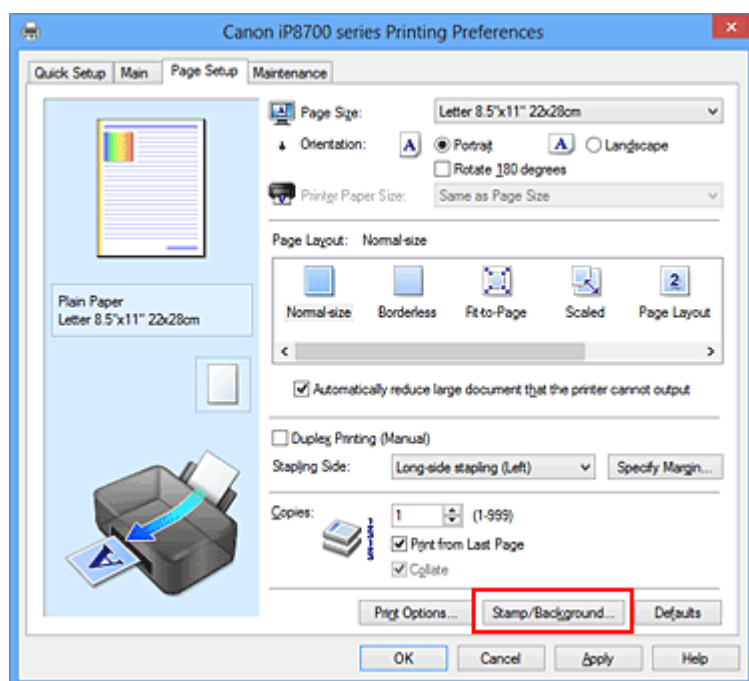 Canon iP8700 series Printing Preferences
Quick Setup Main Page Setup Maintenance
Page Size: Letter 8.5"x11" 22x28cm
Orientation: A Portrait A Landscape
Rotate 180 degrees
Printer Paper Size: Same as Page Size
Page Layout: Normal-size
2
Normal-size Borderless Fit-to-Page Scaled Page Layout
Plain Paper
Letter 8.5"x11" 22x28cm
Automatically reduce large document that the printer cannot output
Duplex Printing (Manual)
Stapling Side: Long-side stapling (Left) Specify Margin...
Copies: 1 (1-999)
Print from Last Page
Collate
A
Print Options... Stamp/Background... Defaults
OK Cancel Apply Help